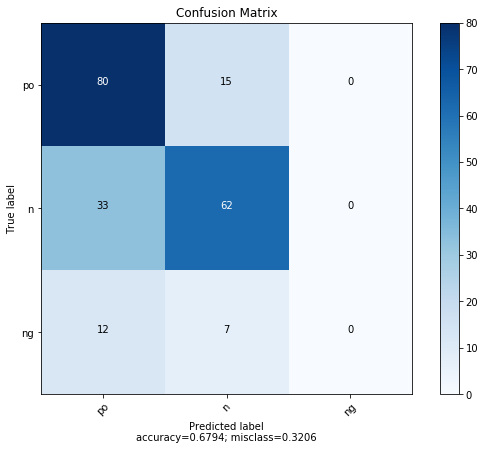 Confusion Matrix
80
70
60
50
40
30
20
10
0
True label
po
n
ng
80 15 0
33 62 0
12 7 0
po n ng
Predicted label
accuracy=0.6794; misclass=0.3206